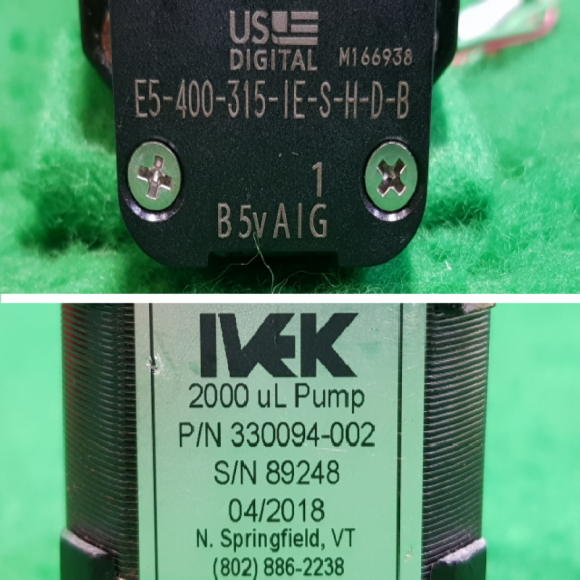 US
DIGITAL M166938
E5-400-315-IE-S-H-D-B
1
B5vAIG
IVEK
2000 uL Pump
P/N 330094-002
S/N 89248
04/2018
N. Springfield, VT
(802) 886-2238